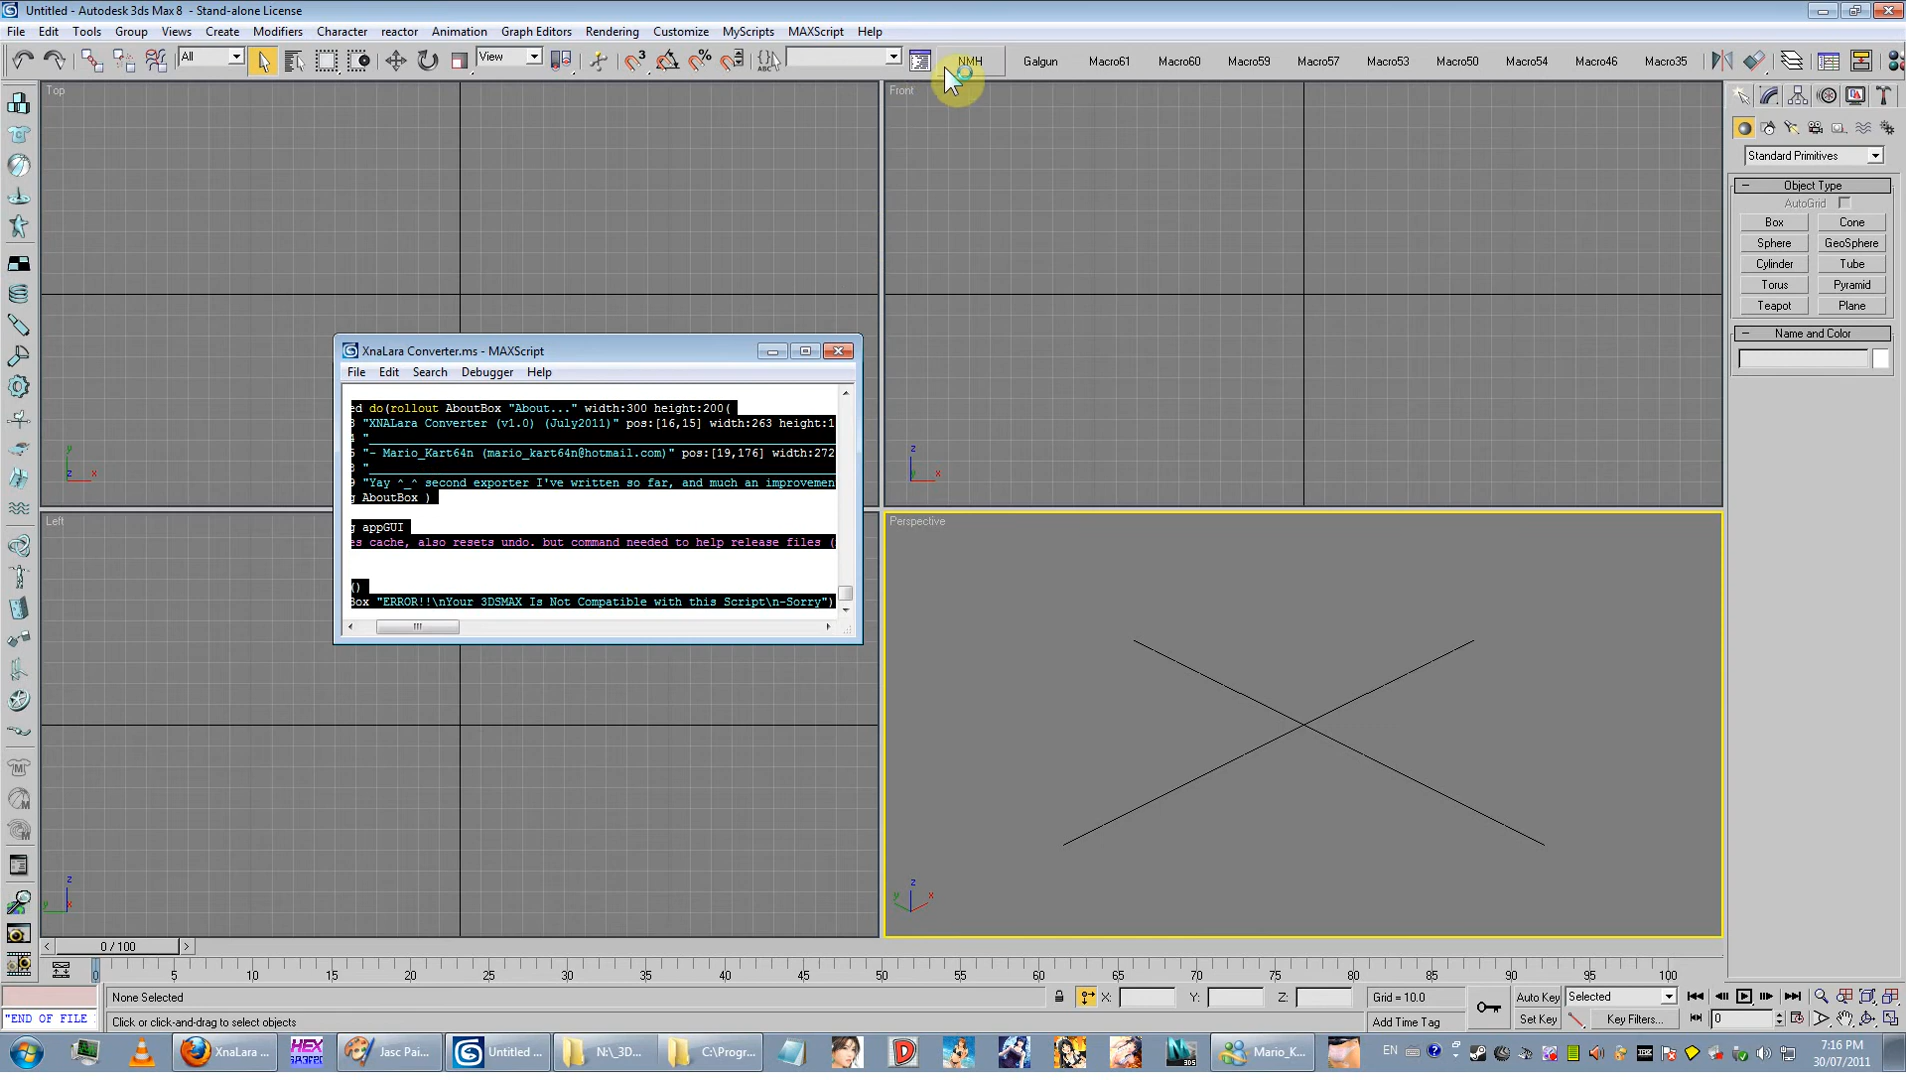 Untitled - Autodesk 3ds Max 8 - Stand-alone License
File Edit Tools Group Views Create Modifiers Character reactor Animation Graph Editors Rendering Customize MyScripts MAXScript Help
All View NMH Galgun Macro61 Macro60 Macro59 Macro57 Macro53 Macro50 Macro54 Macro46 Macro35
Top
Front
Standard Primitives
Object Type
AutoGrid
Box Cone
Sphere GeoSphere
Cylinder Tube
Torus Pyramid
Teapot Plane
Name and Color
XnaLara Converter.ms - MAXScript
File Edit Search Debugger Help
ed do(rollout AboutBox "About..." width:300 height:200(
"XNALara Converter (v1.0) (July2011)" pos:[16,15] width:263 height:1
"- Mario_Kart64n (mario_kart64n@hotmail.com)" pos:[19,176] width:272
"Yay ^_^ second exporter I've written so far, and much an improvemen
g AboutBox )
g appGUI
es cache, also resets undo. but command needed to help release files (
()
Box "ERROR!!\nYour 3DSMAX Is Not Compatible with this Script\n-Sorry")
Left
Perspective
0 / 100
0 5 10 15 20 25 30 35 40 45 50 55 60 65 70 75 80 85 90 95 100
None Selected X: Y: Z: Grid = 10.0 Auto Key Selected
"END OF FILE Click or click-and-drag to select objects Add Time Tag Set Key Key Filters... 0
XnaLara ... HEX Jasc Pai... Untitled ... N:\_3D... C:\Progr... Mario_K... EN 7:16 PM
30/07/2011